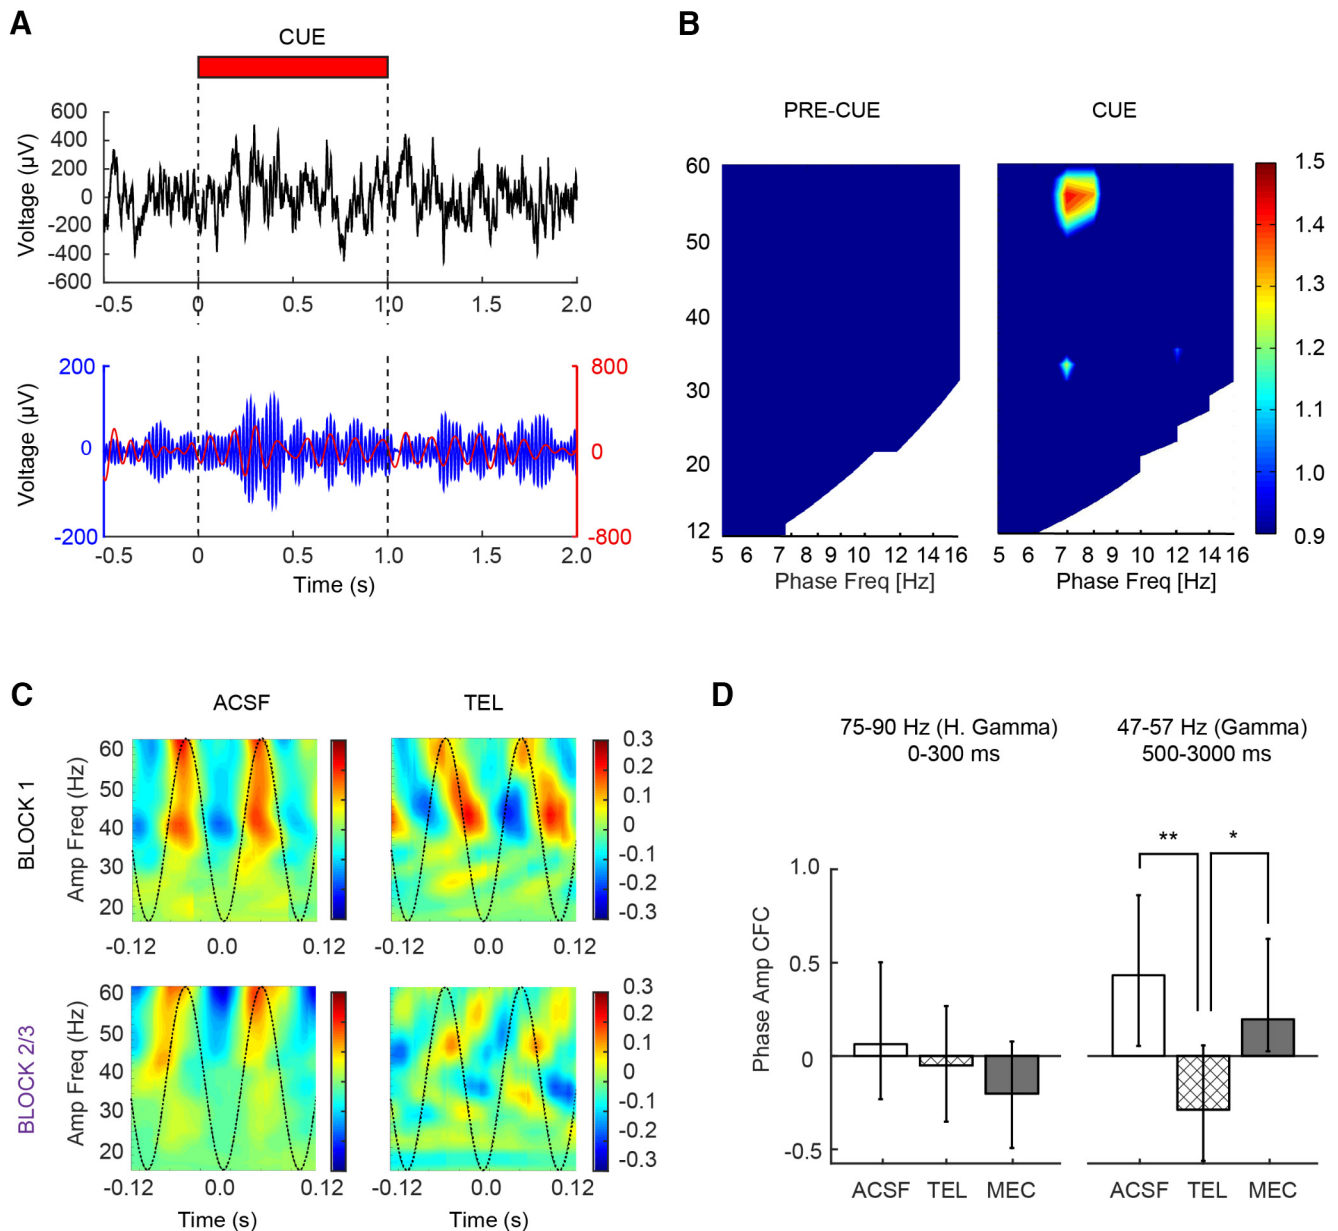 A
CUE
600
400
200
0
-200
-400
-600
Voltage (µV)
-0.5
0
0.5
1.0
1.5
2.0
200
0
-200
Voltage (µV)
800
0
-800
-0.5
0
0.5
1.0
1.5
2.0
Time (s)
B
PRE-CUE
CUE
60
50
40
30
20
12
5 6 7 8 9 10 12 14 16
Phase Freq [Hz]
5 6 7 8 9 10 12 14 16
Phase Freq [Hz]
1.5
1.4
1.3
1.2
1.0
0.9
C
ACSF
TEL
BLOCK 1
Amp Freq (Hz)
60
50
40
30
20
-0.12 0.0 0.12
-0.12 0.0 0.12
0.3
0.2
0.1
0
-0.1
-0.2
-0.3
BLOCK 2/3
Amp Freq (Hz)
60
50
40
30
20
-0.12 0.0 0.12
Time (s)
-0.12 0.0 0.12
Time (s)
0.3
0.2
0.1
0
-0.1
-0.2
-0.3
D
75-90 Hz (H. Gamma)
0-300 ms
47-57 Hz (Gamma)
500-3000 ms
** *
Phase Amp CFC
1.0
0.5
0
-0.5
ACSF TEL MEC
ACSF TEL MEC